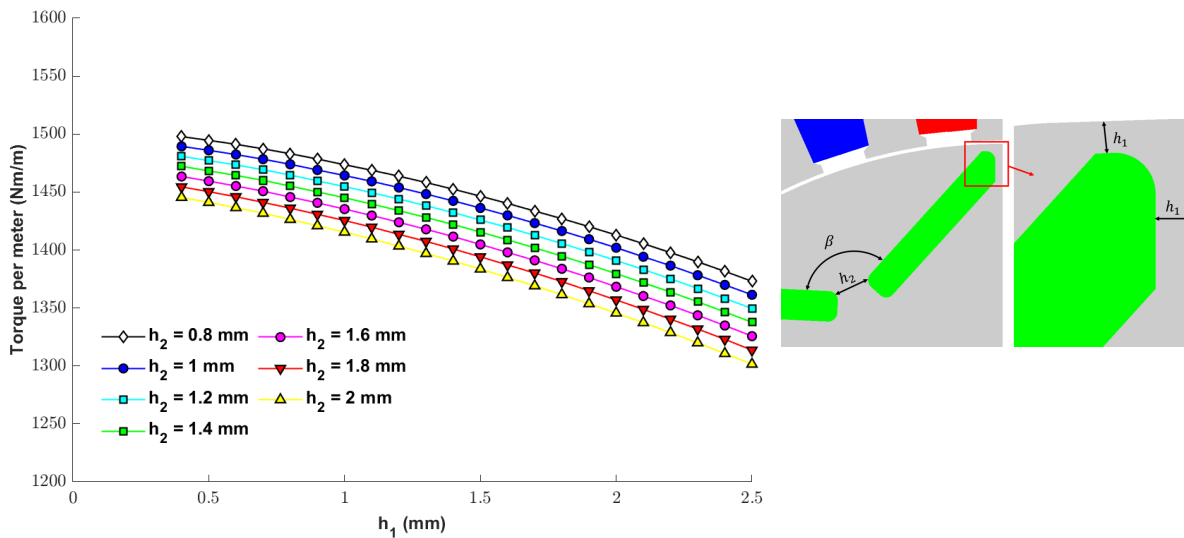 1600
1550
1500
1450
1400
1350
1300
1250
1200
Torque per meter (Nm/m)
h2 = 0.8 mm
h2 = 1 mm
h2 = 1.2 mm
h2 = 1.4 mm
h2 = 1.6 mm
h2 = 1.8 mm
h2 = 2 mm
0 0.5 1 1.5 2 2.5
h1 (mm)
β
h2
h1
h1